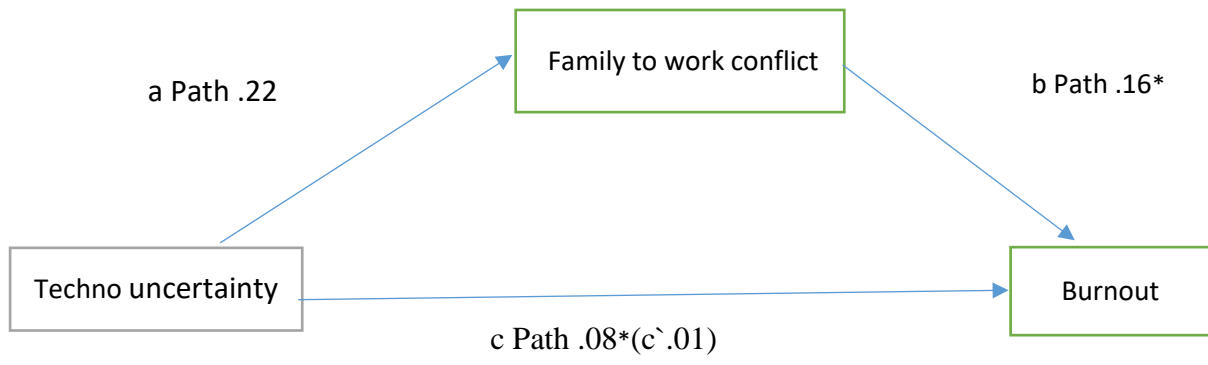 Family to work conflict
a Path .22
b Path .16*
Techno uncertainty
Burnout
c Path .08*(c`.01)